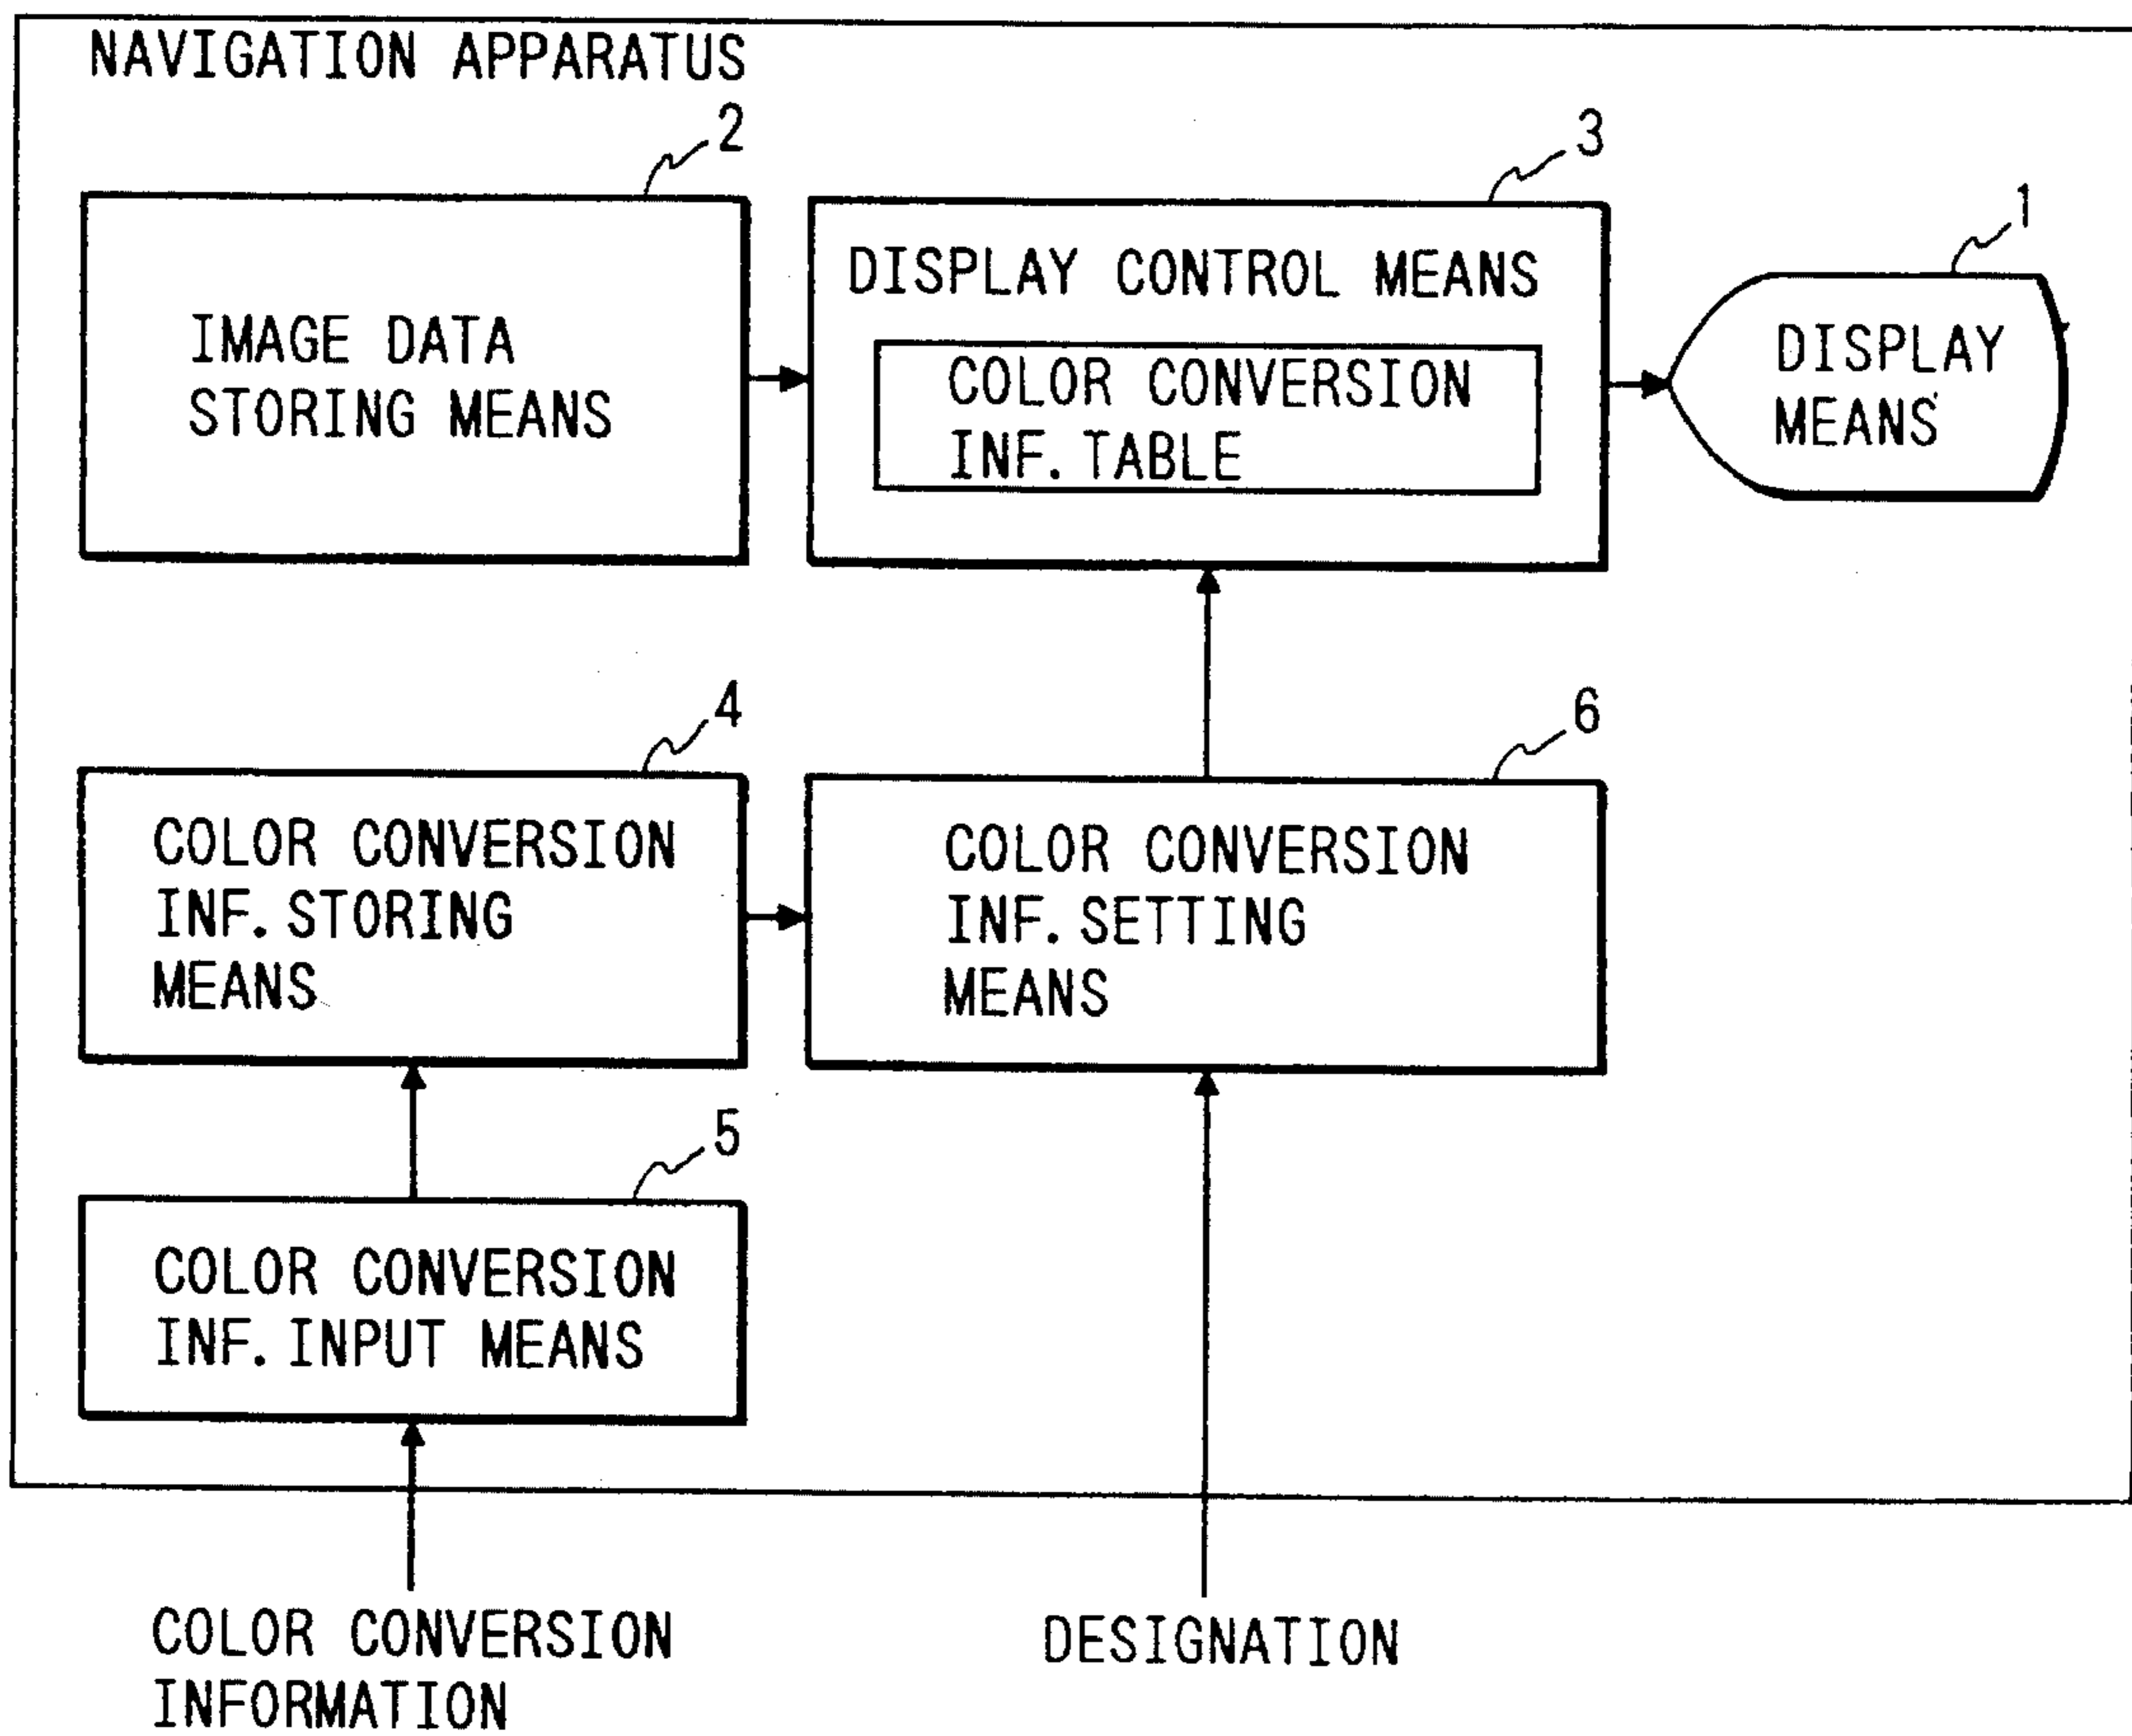 NAVIGATION APPARATUS
2
3
1
IMAGE DATA
STORING MEANS
DISPLAY CONTROL MEANS
COLOR CONVERSION
INF. TABLE
DISPLAY
MEANS
4
6
COLOR CONVERSION
INF. STORING
MEANS
COLOR CONVERSION
INF. SETTING
MEANS
5
COLOR CONVERSION
INF. INPUT MEANS
COLOR CONVERSION
INFORMATION
DESIGNATION